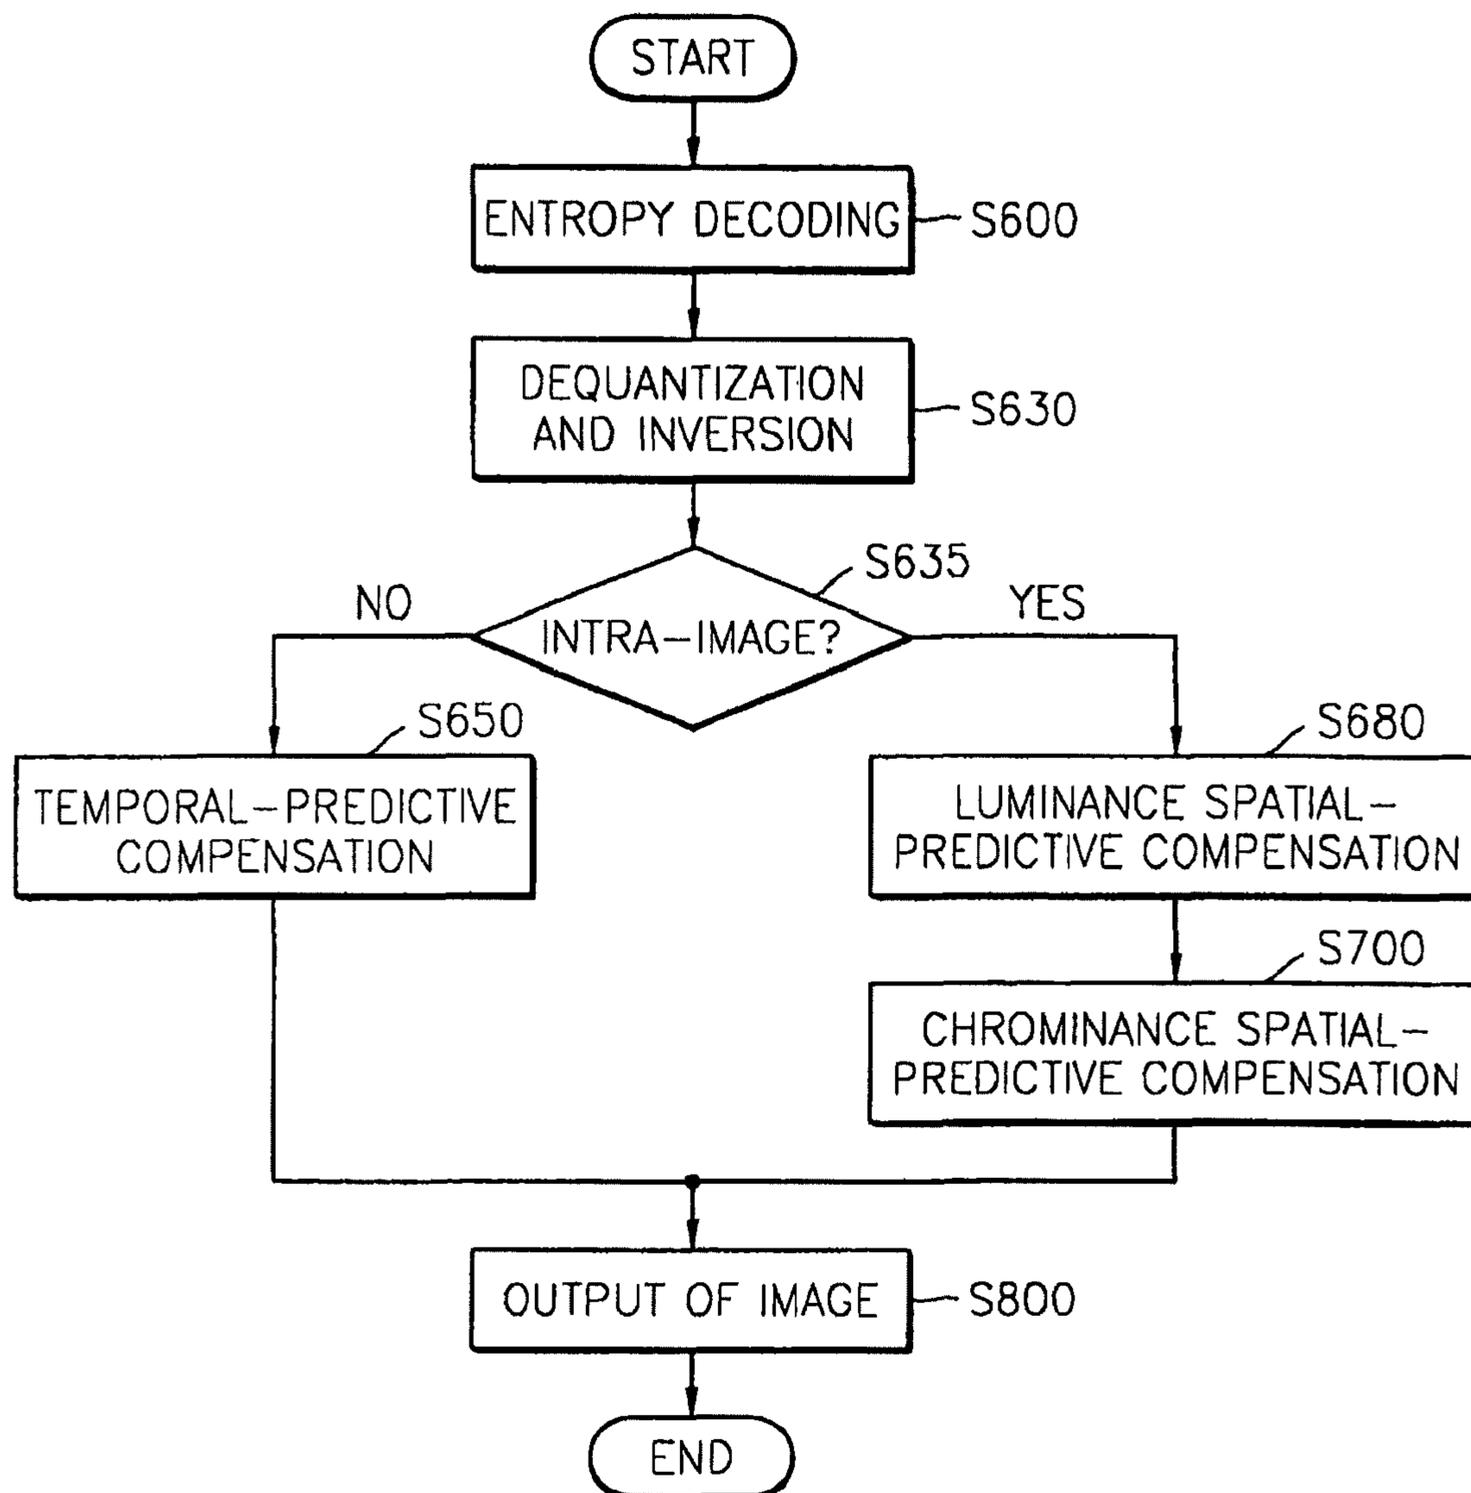 START
ENTROPY DECODING
S600
DEQUANTIZATION
AND INVERSION
S630
S635
NO
INTRA-IMAGE?
YES
S650
TEMPORAL-PREDICTIVE
COMPENSATION
S680
LUMINANCE SPATIAL-
PREDICTIVE COMPENSATION
S700
CHROMINANCE SPATIAL-
PREDICTIVE COMPENSATION
OUTPUT OF IMAGE
S800
END